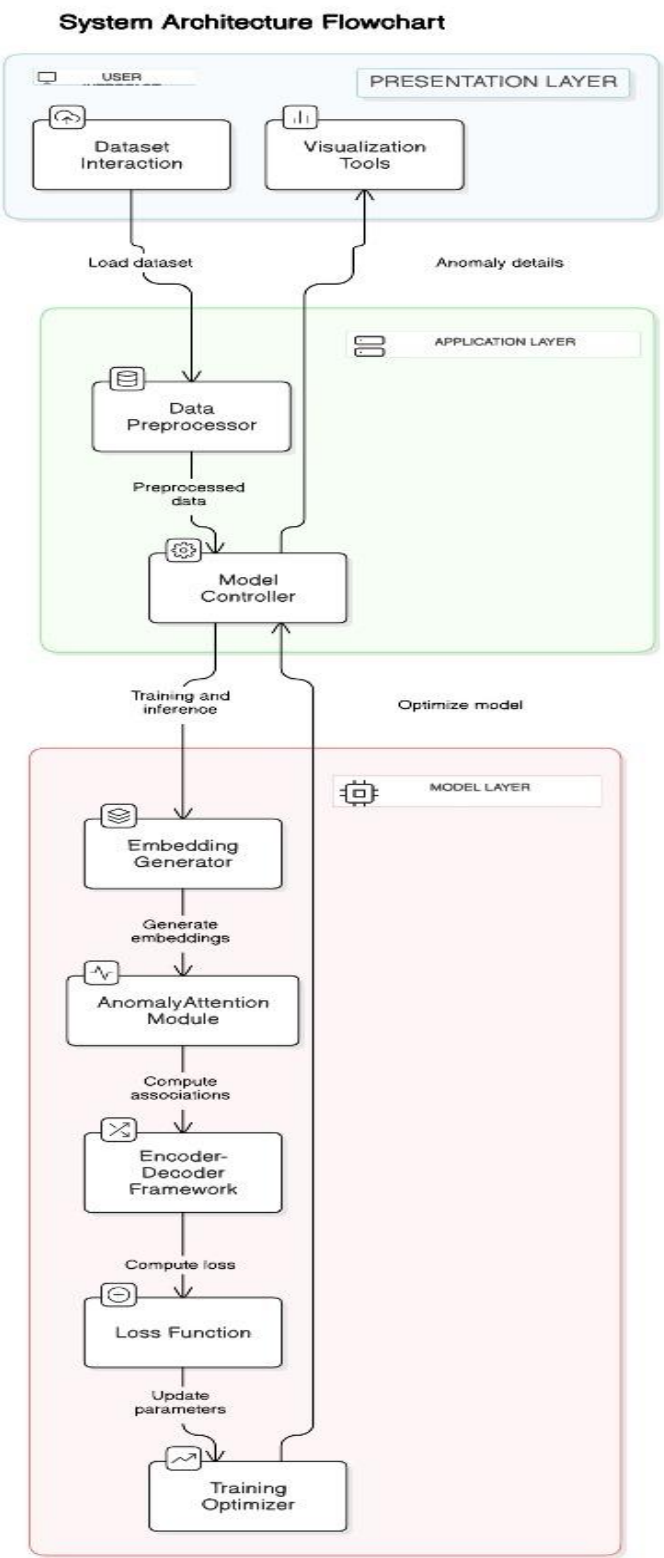 System Architecture Flowchart
USER
PRESENTATION LAYER
Dataset
Interaction
Visualization
Tools
Load dataset
Anomaly details
APPLICATION LAYER
Data
Preprocessor
Preprocessed
data
Model
Controller
Training and
inference
Optimize model
MODEL LAYER
Embedding
Generator
Generate
embeddings
AnomalyAttention
Module
Compute
associations
Encoder-
Decoder
Framework
Compute loss
Loss Function
Update
parameters
Training
Optimizer